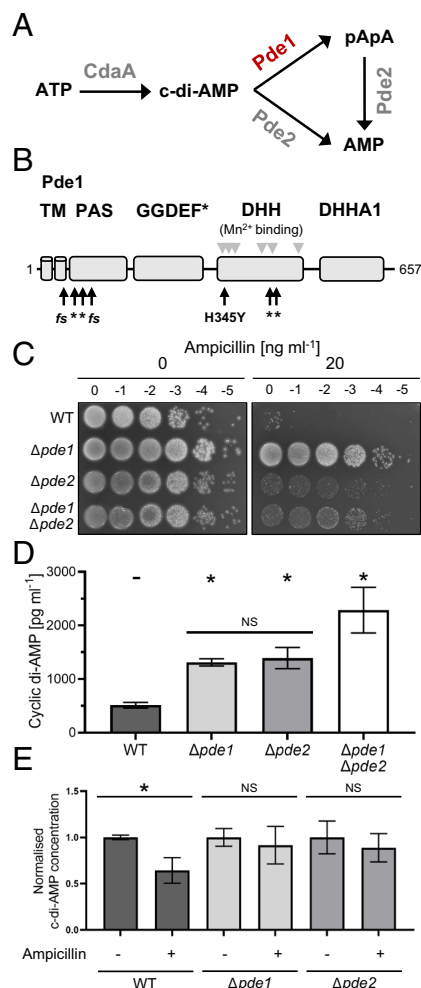 A
ATP
CdaA
c-di-AMP
Pde1
Pde2
pApA
Pde2
AMP
B
Pde1
TM PAS GGDEF* DHH DHHA1
(Mn²⁺ binding)
1 657
fs * * fs H345Y * *
C
Ampicillin [ng ml⁻¹]
0 20
0 -1 -2 -3 -4 -5 0 -1 -2 -3 -4 -5
WT
Δpde1
Δpde2
Δpde1
Δpde2
D
Cyclic di-AMP [pg ml⁻¹]
3000
2000
1000
0
- * * *
NS
WT Δpde1 Δpde2 Δpde1
Δpde2
E
Normalised
c-di-AMP concentration
1.5
1.0
0.5
0.0
* NS NS
Ampicillin - + - + - +
WT Δpde1 Δpde2